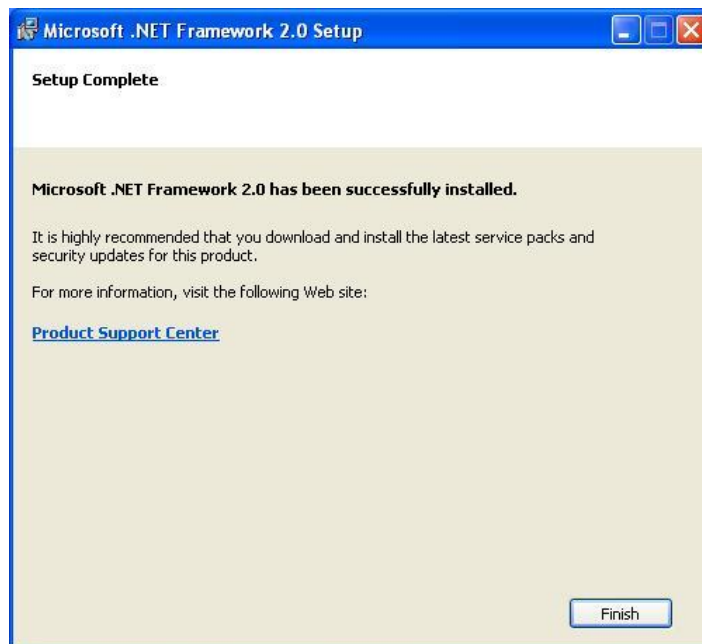 Microsoft .NET Framework 2.0 Setup
Setup Complete
Microsoft .NET Framework 2.0 has been successfully installed.
It is highly recommended that you download and install the latest service packs and
security updates for this product.
For more information, visit the following Web site:
Product Support Center
Finish